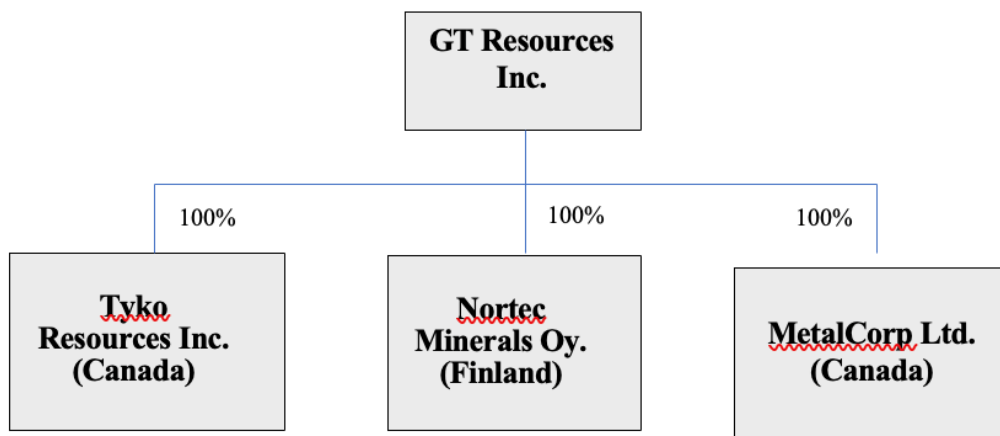 GT Resources
Inc.
100%
100%
100%
Tyko
Resources Inc.
(Canada)
Nortec
Minerals Oy.
(Finland)
MetalCorp Ltd.
(Canada)